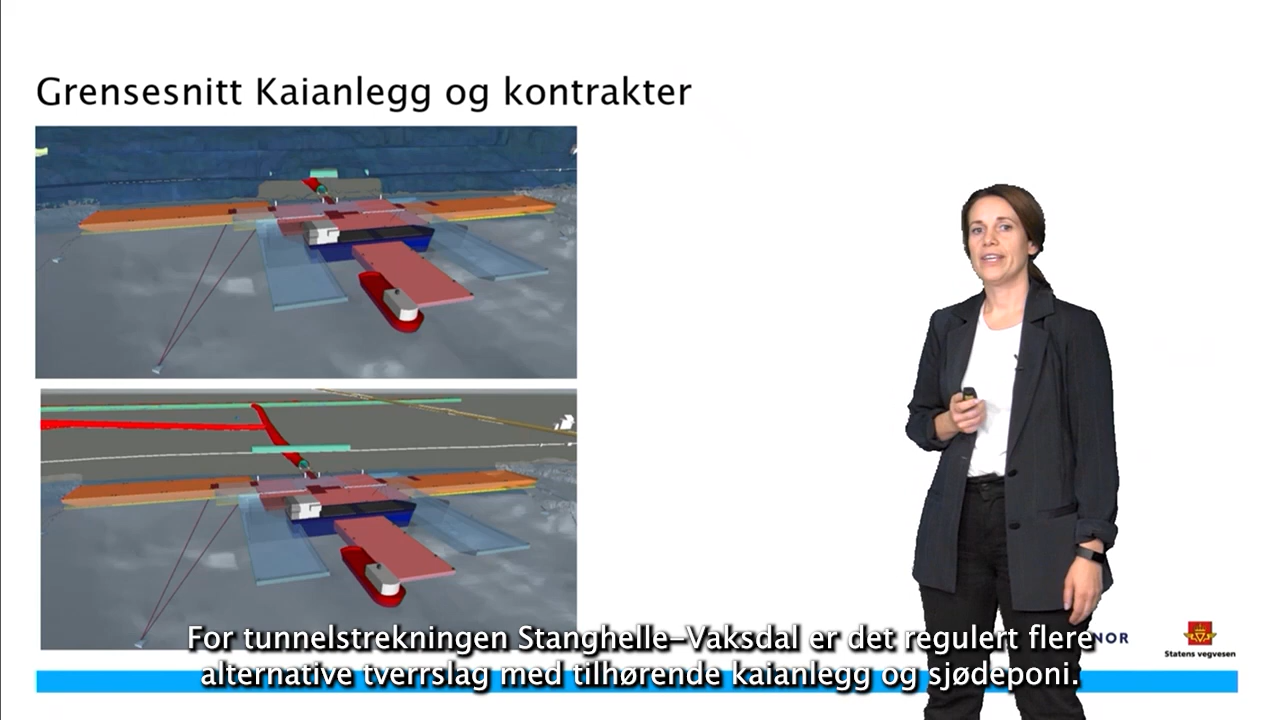 Grensesnitt Kaianlegg og kontrakter
For tunnelstrekningen Stanghelle–Vaksdal er det regulert flere
alternative tverrslag med tilhørende kaianlegg og sjødeponi.
NOR
Statens vegvesen